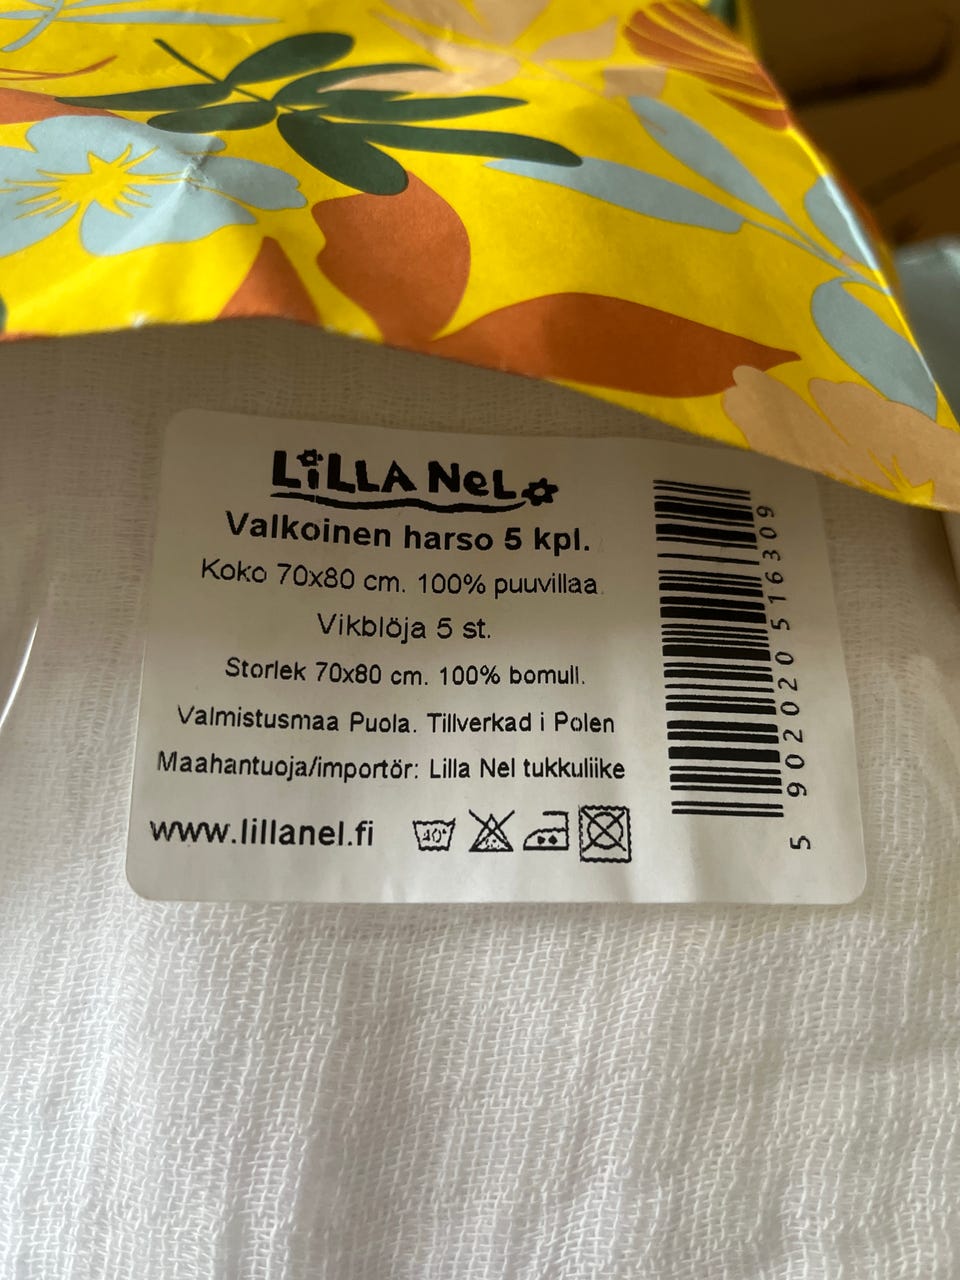 LiLLA NeL
Valkoinen harso 5 kpl.
Koko 70x80 cm. 100% puuvillaa.
Vikblöja 5 st.
Storlek 70x80 cm. 100% bomull.
Valmistusmaa Puola. Tillverkad i Polen
Maahantuoja/importör: Lilla Nel tukkuliike
www.lillanel.fi
40°
5 902020 516309